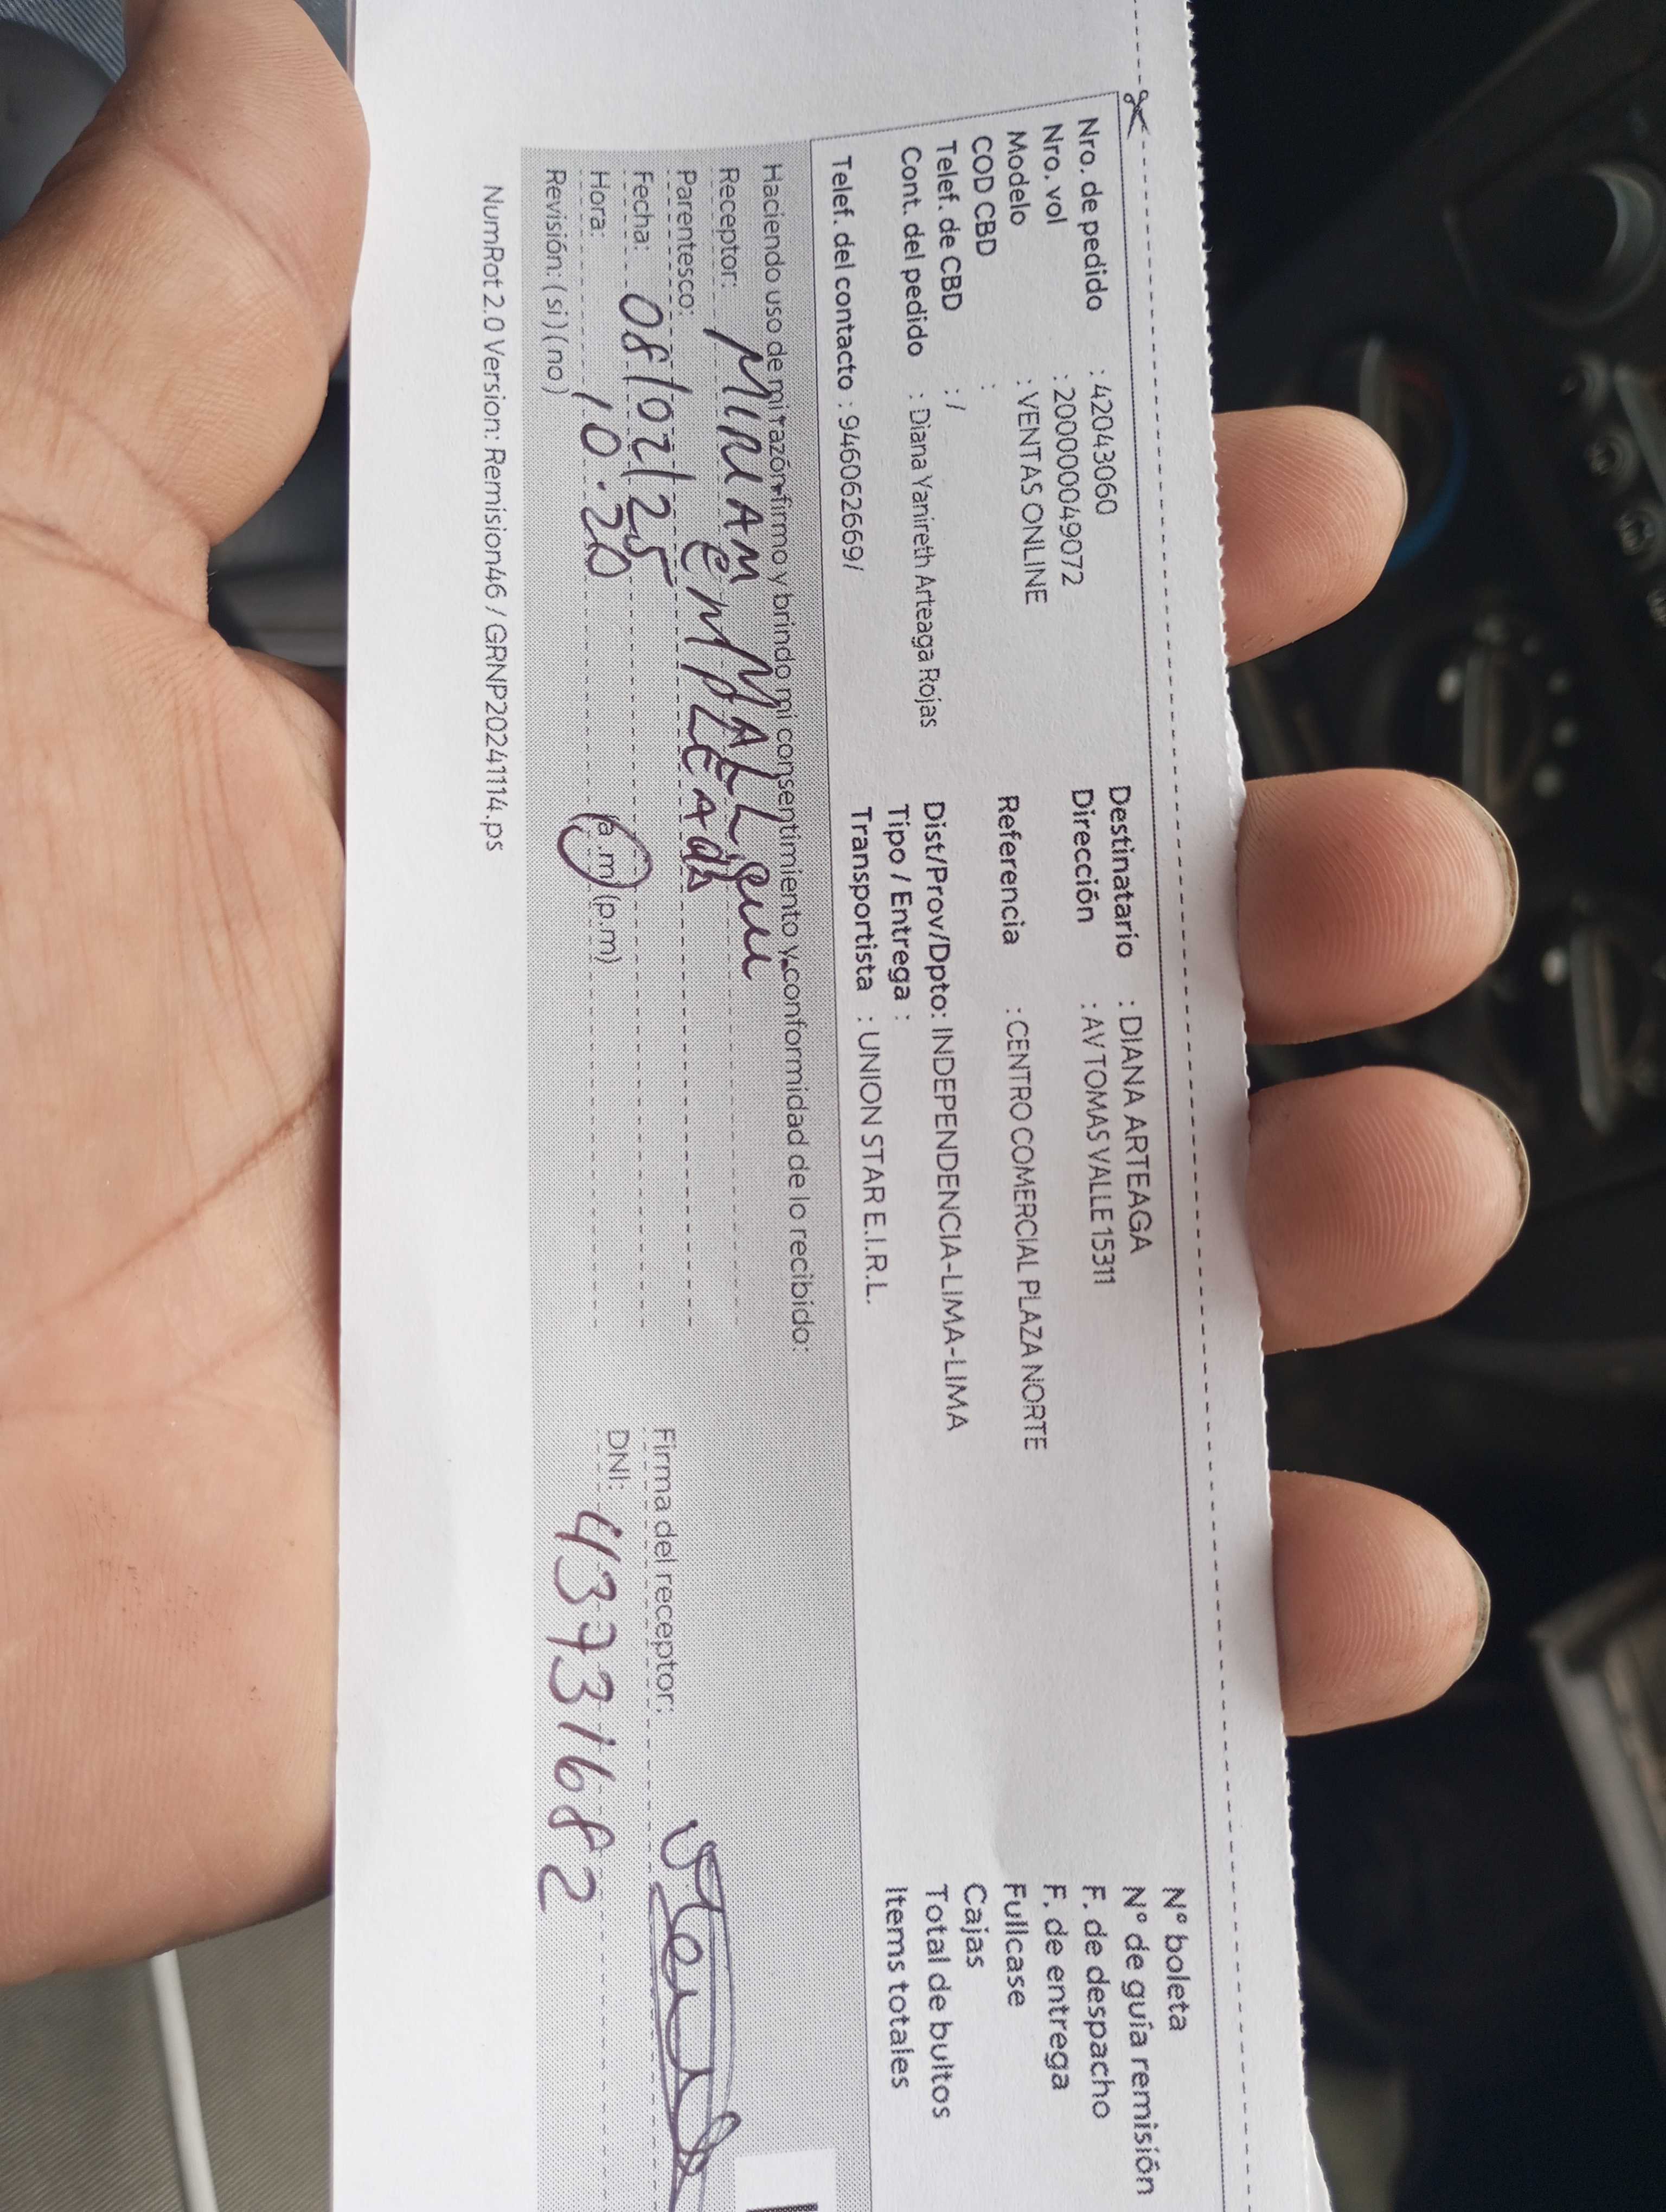 Nro. de pedido : 42043060
Nro. vol : 200000049072
Modelo : VENTAS ONLINE
COD CBD :
Telef. de CBD : /
Cont. del pedido : Diana Yanireth Arteaga Rojas
Telef. del contacto : 946062669/
Destinatario : DIANA ARTEAGA
Dirección : AV TOMAS VALLE 15311
Referencia : CENTRO COMERCIAL PLAZA NORTE
Dist/Prov/Dpto: INDEPENDENCIA-LIMA-LIMA
Tipo / Entrega :
Transportista : UNION STAR E.I.R.L.
Nº boleta
Nº de guía remisión
F. de despacho
F. de entrega
Fullcase
Cajas
Total de bultos
Items totales
Haciendo uso de mi razón firmo y brindo mi consentimiento y conformidad de lo recibido:
Receptor: MIRIAM
Parentesco: EMPLEADA
Fecha: 08/02/25
Hora: 10:20 (a.m) (p.m)
Revisión: (si) (no)
Firma del receptor:
DNI: 43731682
NumRot 2.0 Version: Remision46 / GRNP20241114.ps